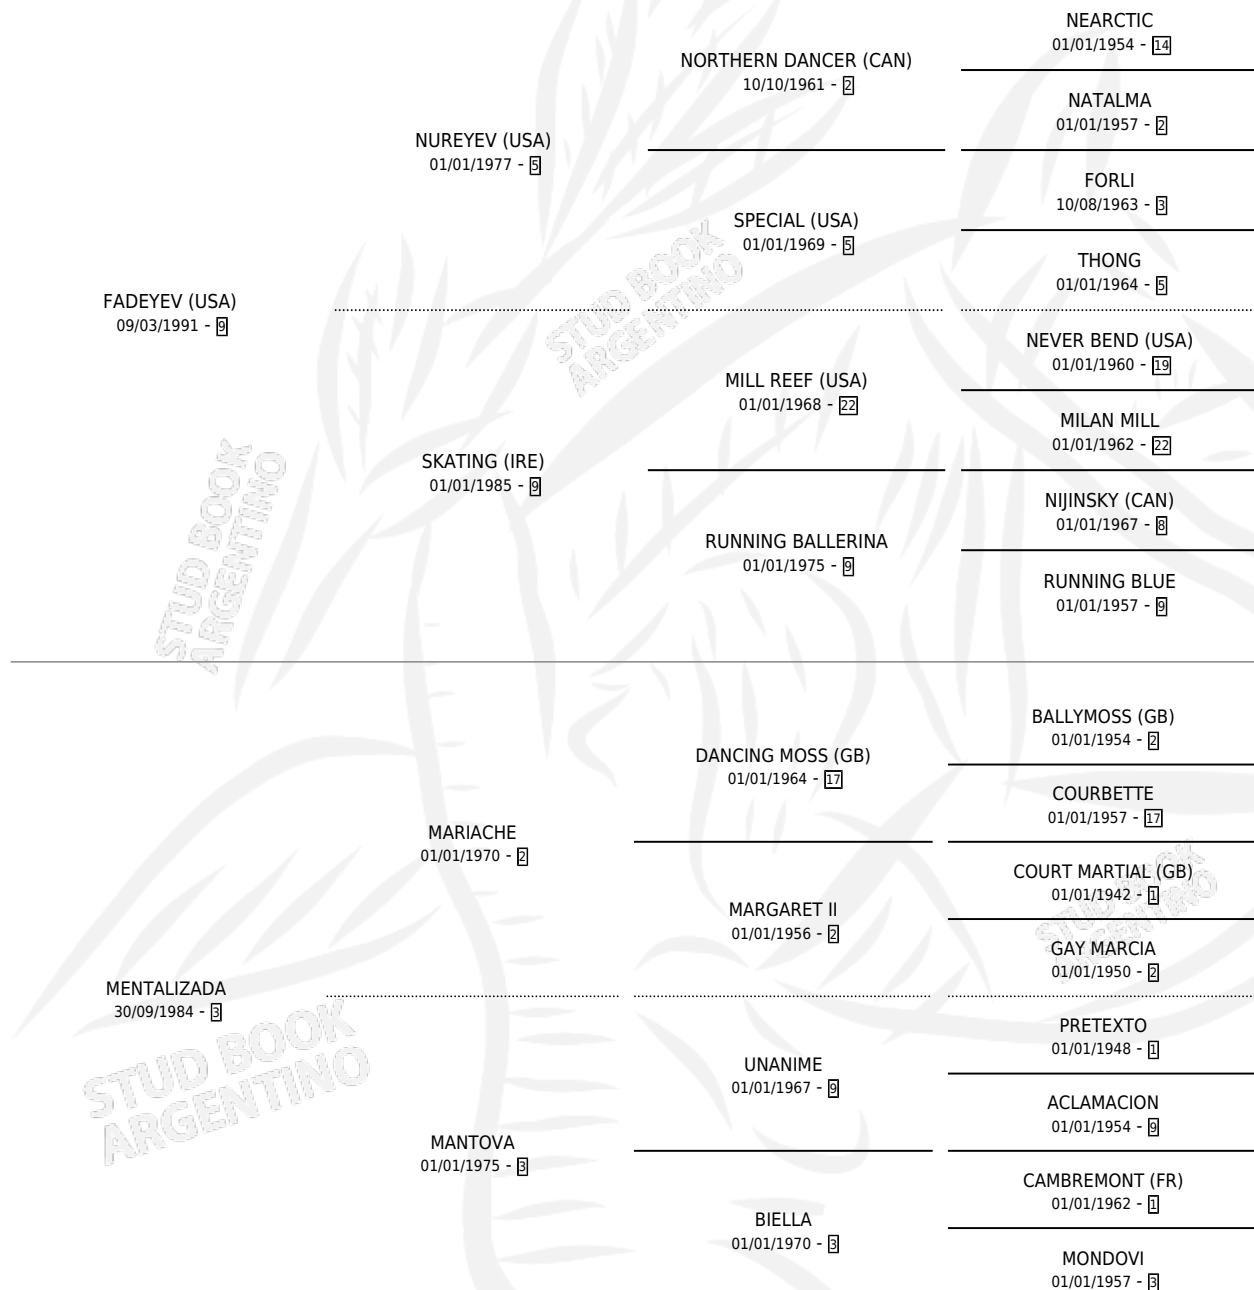 NEARCTIC
01/01/1954 - 14
NORTHERN DANCER (CAN)
10/10/1961 - 2
NATALMA
01/01/1957 - 2
NUREYEV (USA)
01/01/1977 - 5
FORLI
10/08/1963 - 3
SPECIAL (USA)
01/01/1969 - 5
THONG
01/01/1964 - 5
FADEYEV (USA)
09/03/1991 - 9
NEVER BEND (USA)
01/01/1960 - 19
MILL REEF (USA)
01/01/1968 - 22
MILAN MILL
01/01/1962 - 22
SKATING (IRE)
01/01/1985 - 9
NIJINSKY (CAN)
01/01/1967 - 8
RUNNING BALLERINA
01/01/1975 - 9
RUNNING BLUE
01/01/1957 - 9
BALLYMOSS (GB)
01/01/1954 - 2
DANCING MOSS (GB)
01/01/1964 - 17
COURBETTE
01/01/1957 - 17
MARIACHE
01/01/1970 - 2
COURT MARTIAL (GB)
01/01/1942 - 1
MARGARET II
01/01/1956 - 2
GAY MARCIA
01/01/1950 - 2
MENTALIZADA
30/09/1984 - 3
PRETEXTO
01/01/1948 - 1
UNANIME
01/01/1967 - 9
ACLAMACION
01/01/1954 - 9
MANTOVA
01/01/1975 - 3
CAMBREMONT (FR)
01/01/1962 - 1
BIELLA
01/01/1970 - 3
MONDOVI
01/01/1957 - 3
STUD BOOK
ARGENTINO
STUD BOOK
ARGENTINO
STUD BOOK
ARGENTINO
STUD BOOK
ARGENTINO